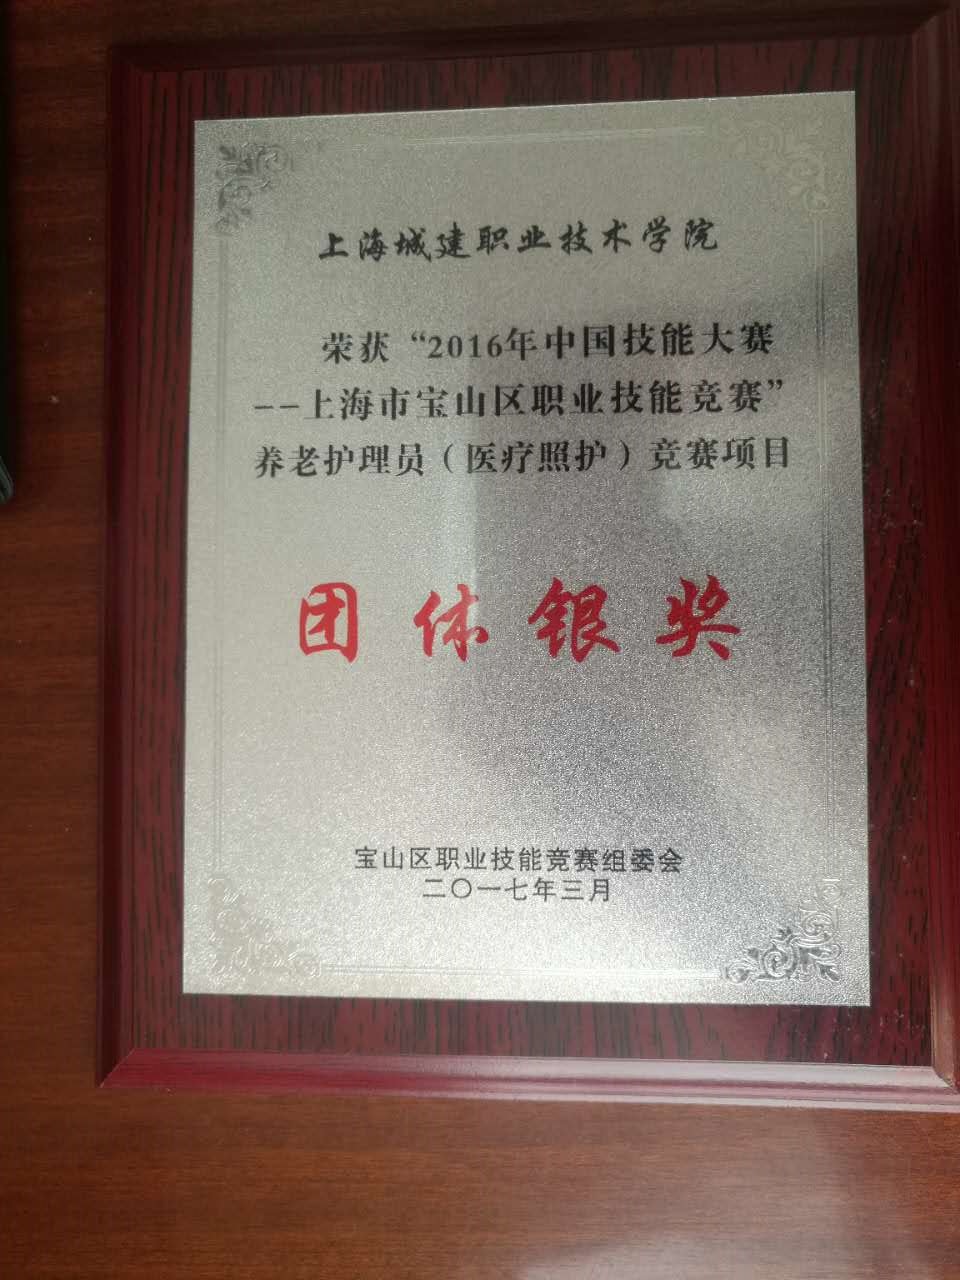 上海城建职业技术学院
荣获“2016年中国技能大赛
--上海市宝山区职业技能竞赛”
养老护理员（医疗照护）竞赛项目
团体银奖
宝山区职业技能竞赛组委会
二〇一七年三月